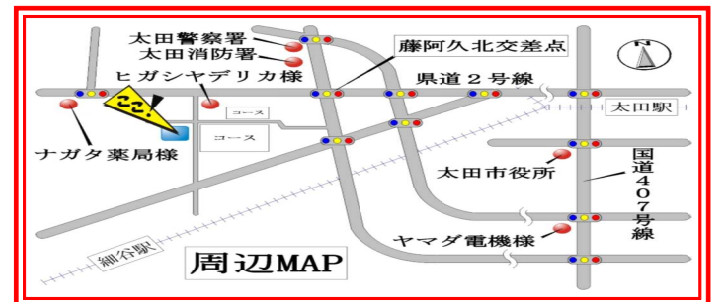 太田警察署
太田消防署
藤阿久北交差点
N
ヒガシヤデリカ様
県道2号線
ここ!
コース
太田駅
コース
ナガタ薬局様
太田市役所
国道407号線
ヤマダ電機様
細谷駅
周辺MAP